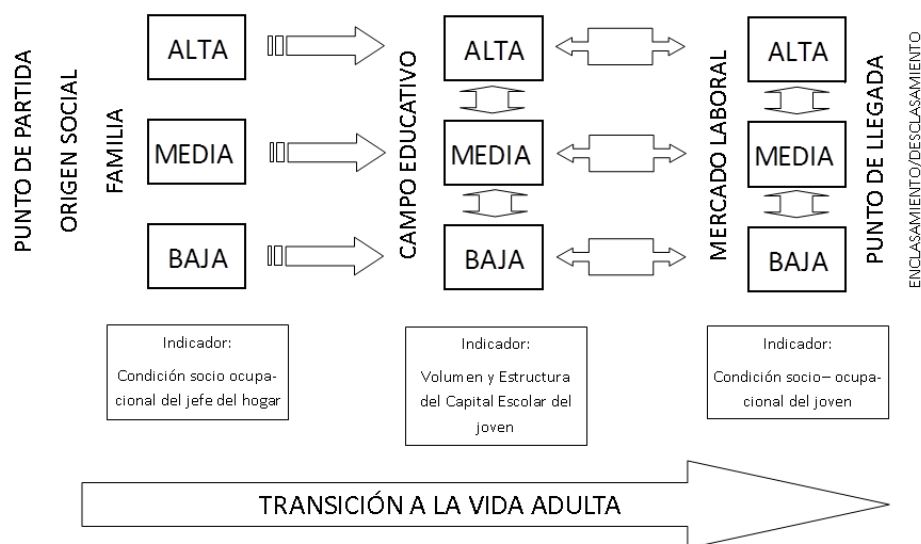 PUNTO DE PARTIDA
ORIGEN SOCIAL
FAMILIA
ALTA
MEDIA
BAJA
CAMPO EDUCATIVO
ALTA
MEDIA
BAJA
MERCADO LABORAL
ALTA
MEDIA
BAJA
PUNTO DE LLEGADA
ENCLASAMIENTO/DESCLASAMIENTO
Indicador:
Condición socio ocupa-
cional del jefe del hogar
Indicador:
Volumen y Estructura
del Capital Escolar del
joven
Indicador:
Condición socio– ocupa-
cional del joven
TRANSICIÓN A LA VIDA ADULTA